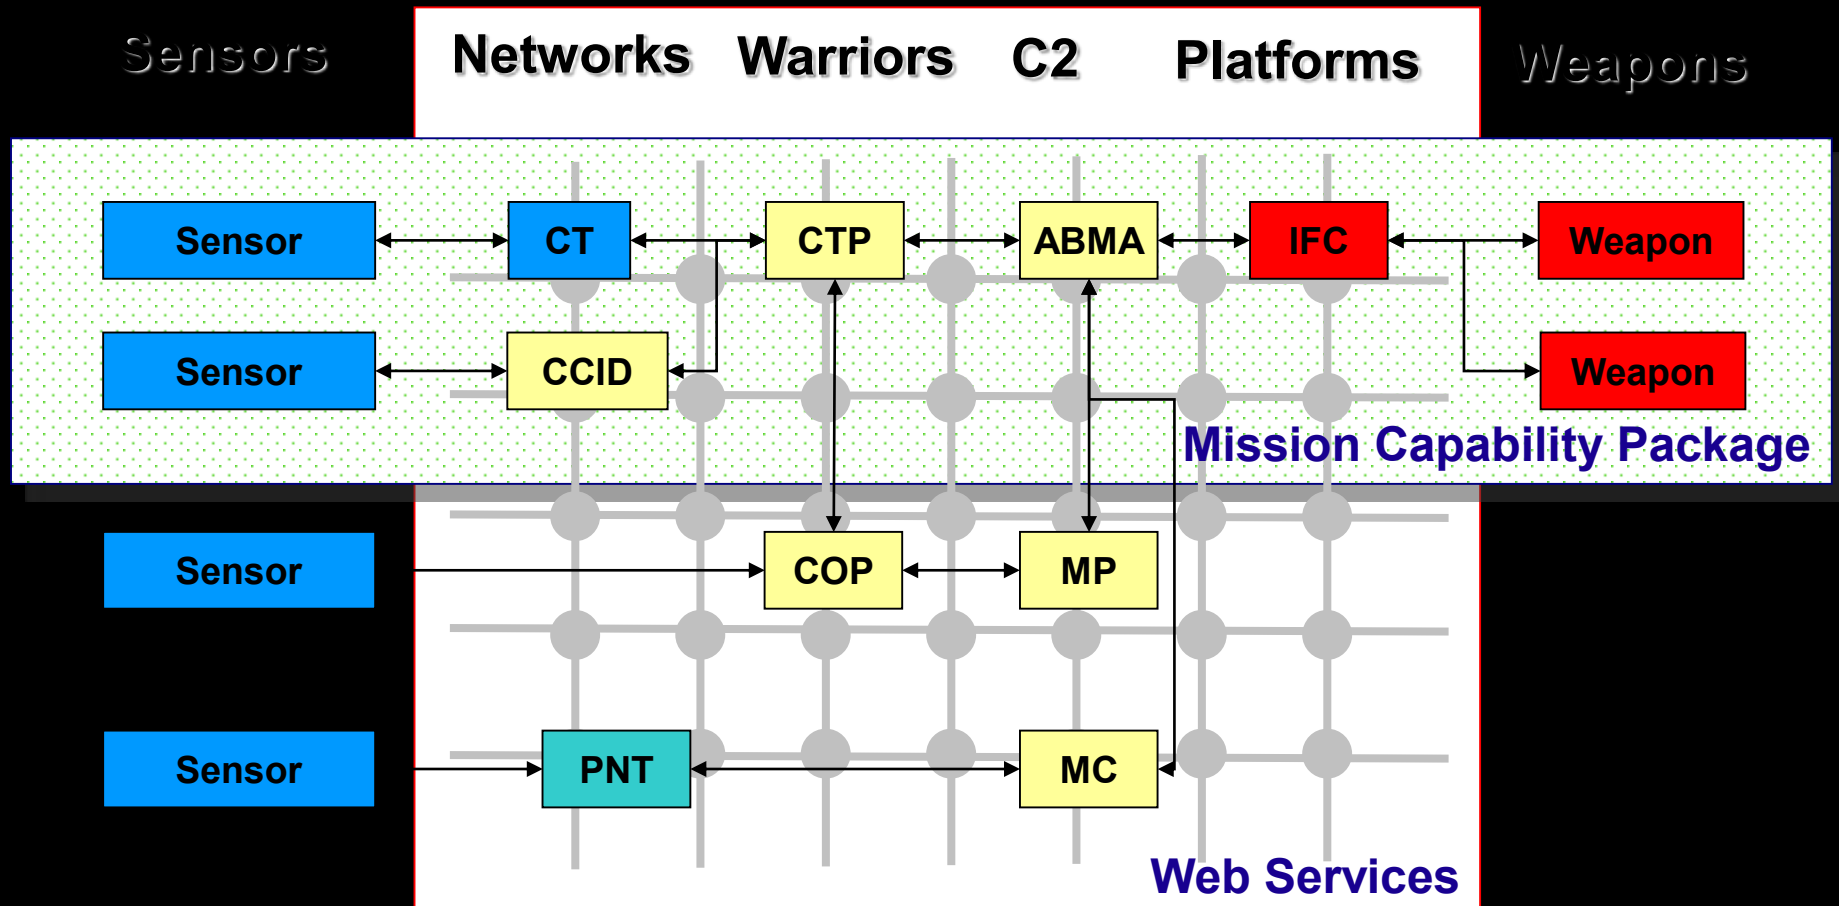 Sensors Networks Warriors C2 Platforms Weapons
Sensor CT CTP ABMA IFC Weapon
Sensor CCID Weapon
Mission Capability Package
Sensor COP MP
Sensor PNT MC
Web Services